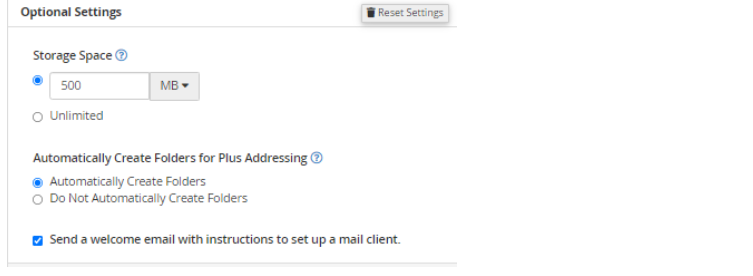 Optional Settings
Reset Settings
Storage Space
500 MB
Unlimited
Automatically Create Folders for Plus Addressing
Automatically Create Folders
Do Not Automatically Create Folders
Send a welcome email with instructions to set up a mail client.